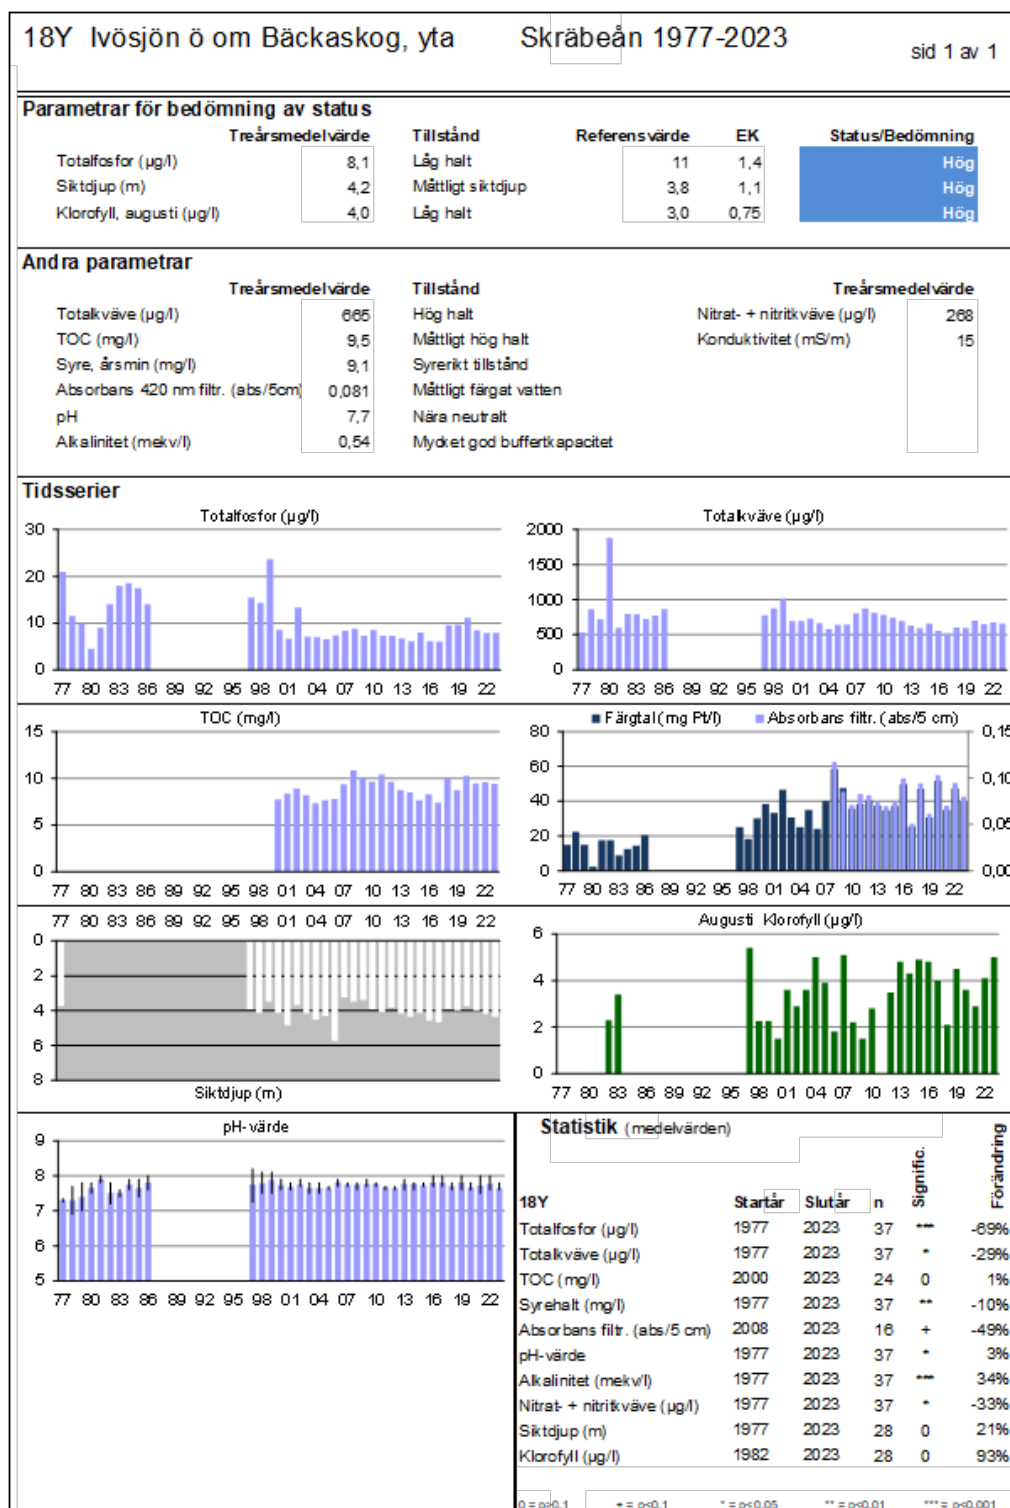 18Y Ivösjön ö om Bäckaskog, yta Skräbeån 1977-2023 sid 1 av 1
Parametrar för bedömning av status
Treårsmedelvärde Tillstånd Referensvärde EK Status/Bedömning
Totalfosfor (µg/l) 8,1 Låg halt 11 1,4 Hög
Siktdjup (m) 4,2 Måttligt siktdjup 3,8 1,1 Hög
Klorofyll, augusti (µg/l) 4,0 Låg halt 3,0 0,75 Hög
Andra parametrar
Treårsmedelvärde Tillstånd Treårsmedelvärde
Totalkväve (µg/l) 665 Hög halt Nitrat- + nitritkväve (µg/l) 268
TOC (mg/l) 9,5 Måttligt hög halt Konduktivitet (mS/m) 15
Syre, årsmin (mg/l) 9,1 Syrerikt tillstånd
Absorbans 420 nm filtr. (abs/5cm) 0,081 Måttligt färgat vatten
pH 7,7 Nära neutralt
Alkalinitet (mekv/l) 0,54 Mycket god buffertkapacitet
Tidsserier
Totalfosfor (µg/l)
30
20
10
0
77 80 83 86 89 92 95 98 01 04 07 10 13 16 19 22
Totalkväve (µg/l)
2000
1500
1000
500
0
77 80 83 86 89 92 95 98 01 04 07 10 13 16 19 22
TOC (mg/l)
15
10
5
0
77 80 83 86 89 92 95 98 01 04 07 10 13 16 19 22
Färgtal (mg Pt/l) Absorbans filtr. (abs/5 cm)
80 0,15
60 0,10
40
20 0,05
0 0,00
77 80 83 86 89 92 95 98 01 04 07 10 13 16 19 22
77 80 83 86 89 92 95 98 01 04 07 10 13 16 19 22
0
2
4
6
8
Siktdjup (m)
Augusti Klorofyll (µg/l)
6
4
2
0
77 80 83 86 89 92 95 98 01 04 07 10 13 16 19 22
pH-värde
9
8
7
6
5
77 80 83 86 89 92 95 98 01 04 07 10 13 16 19 22
Statistik (medelvärden)
18Y Startår Slutår n Signific. Förändring
Totalfosfor (µg/l) 1977 2023 37 *** -69%
Totalkväve (µg/l) 1977 2023 37 * -29%
TOC (mg/l) 2000 2023 24 0 1%
Syrehalt (mg/l) 1977 2023 37 ** -10%
Absorbans filtr. (abs/5 cm) 2008 2023 16 + -49%
pH-värde 1977 2023 37 * 3%
Alkalinitet (mekv/l) 1977 2023 37 *** 34%
Nitrat- + nitritkväve (µg/l) 1977 2023 37 * -33%
Siktdjup (m) 1977 2023 28 0 21%
Klorofyll (µg/l) 1982 2023 28 0 93%
0 = p>0.1 + = p<0.1 * = p<0.05 ** = p<0.01 *** = p<0.001